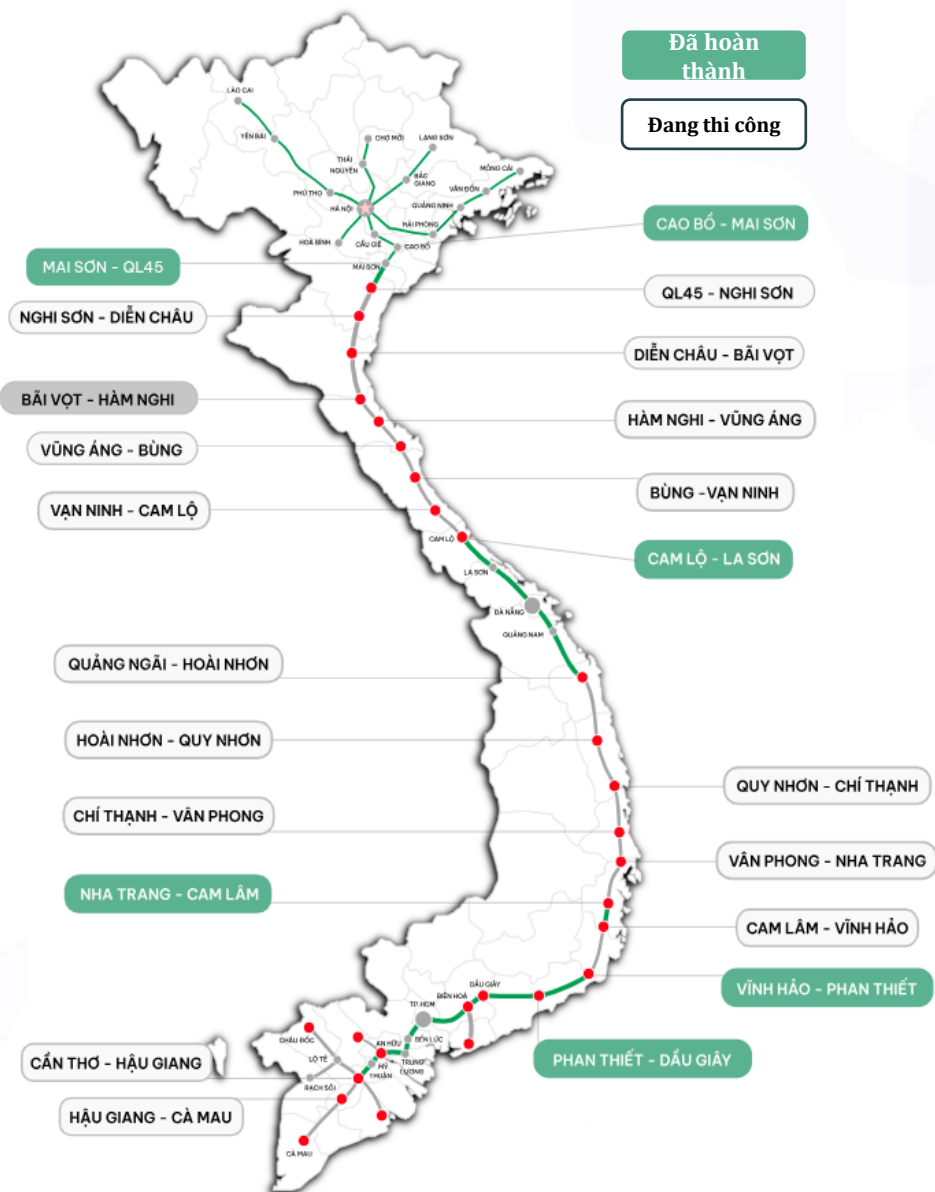 Đã hoàn
thành
Đang thi công
LÀO CAI
YÊN BÁI
CHỢ MỚI
LẠNG SƠN
THÁI
NGUYÊN
BẮC
GIANG
MÓNG CÁI
VÂN ĐỒN
PHÚ THỌ
QUẢNG NINH
HÀ NỘI
HẢI PHÒNG
HOÀ BÌNH
CẦU GIẼ
CAO BỒ
MAI SƠN
CAO BỒ - MAI SƠN
MAI SƠN - QL45
QL45 - NGHI SƠN
NGHI SƠN - DIỄN CHÂU
DIỄN CHÂU - BÃI VỌT
BÃI VỌT - HÀM NGHI
HÀM NGHI - VŨNG ÁNG
VŨNG ÁNG - BÙNG
BÙNG -VẠN NINH
VẠN NINH - CAM LỘ
CAM LỘ
CAM LỘ - LA SƠN
LA SƠN
ĐÀ NẴNG
QUẢNG NAM
QUẢNG NGÃI - HOÀI NHƠN
HOÀI NHƠN - QUY NHƠN
QUY NHƠN - CHÍ THẠNH
CHÍ THẠNH - VÂN PHONG
VÂN PHONG - NHA TRANG
NHA TRANG - CAM LÂM
CAM LÂM - VĨNH HẢO
VĨNH HẢO - PHAN THIẾT
DẦU GIÂY
BIÊN HOÀ
TP.HCM
PHAN THIẾT - DẦU GIÂY
CHÂU ĐỐC
AN HỮU
BẾN LỨC
LỘ TẺ
MỸ
THUẬN
TRUNG
LƯƠNG
RẠCH SỎI
CẦN THƠ - HẬU GIANG
HẬU GIANG - CÀ MAU
CÀ MAU